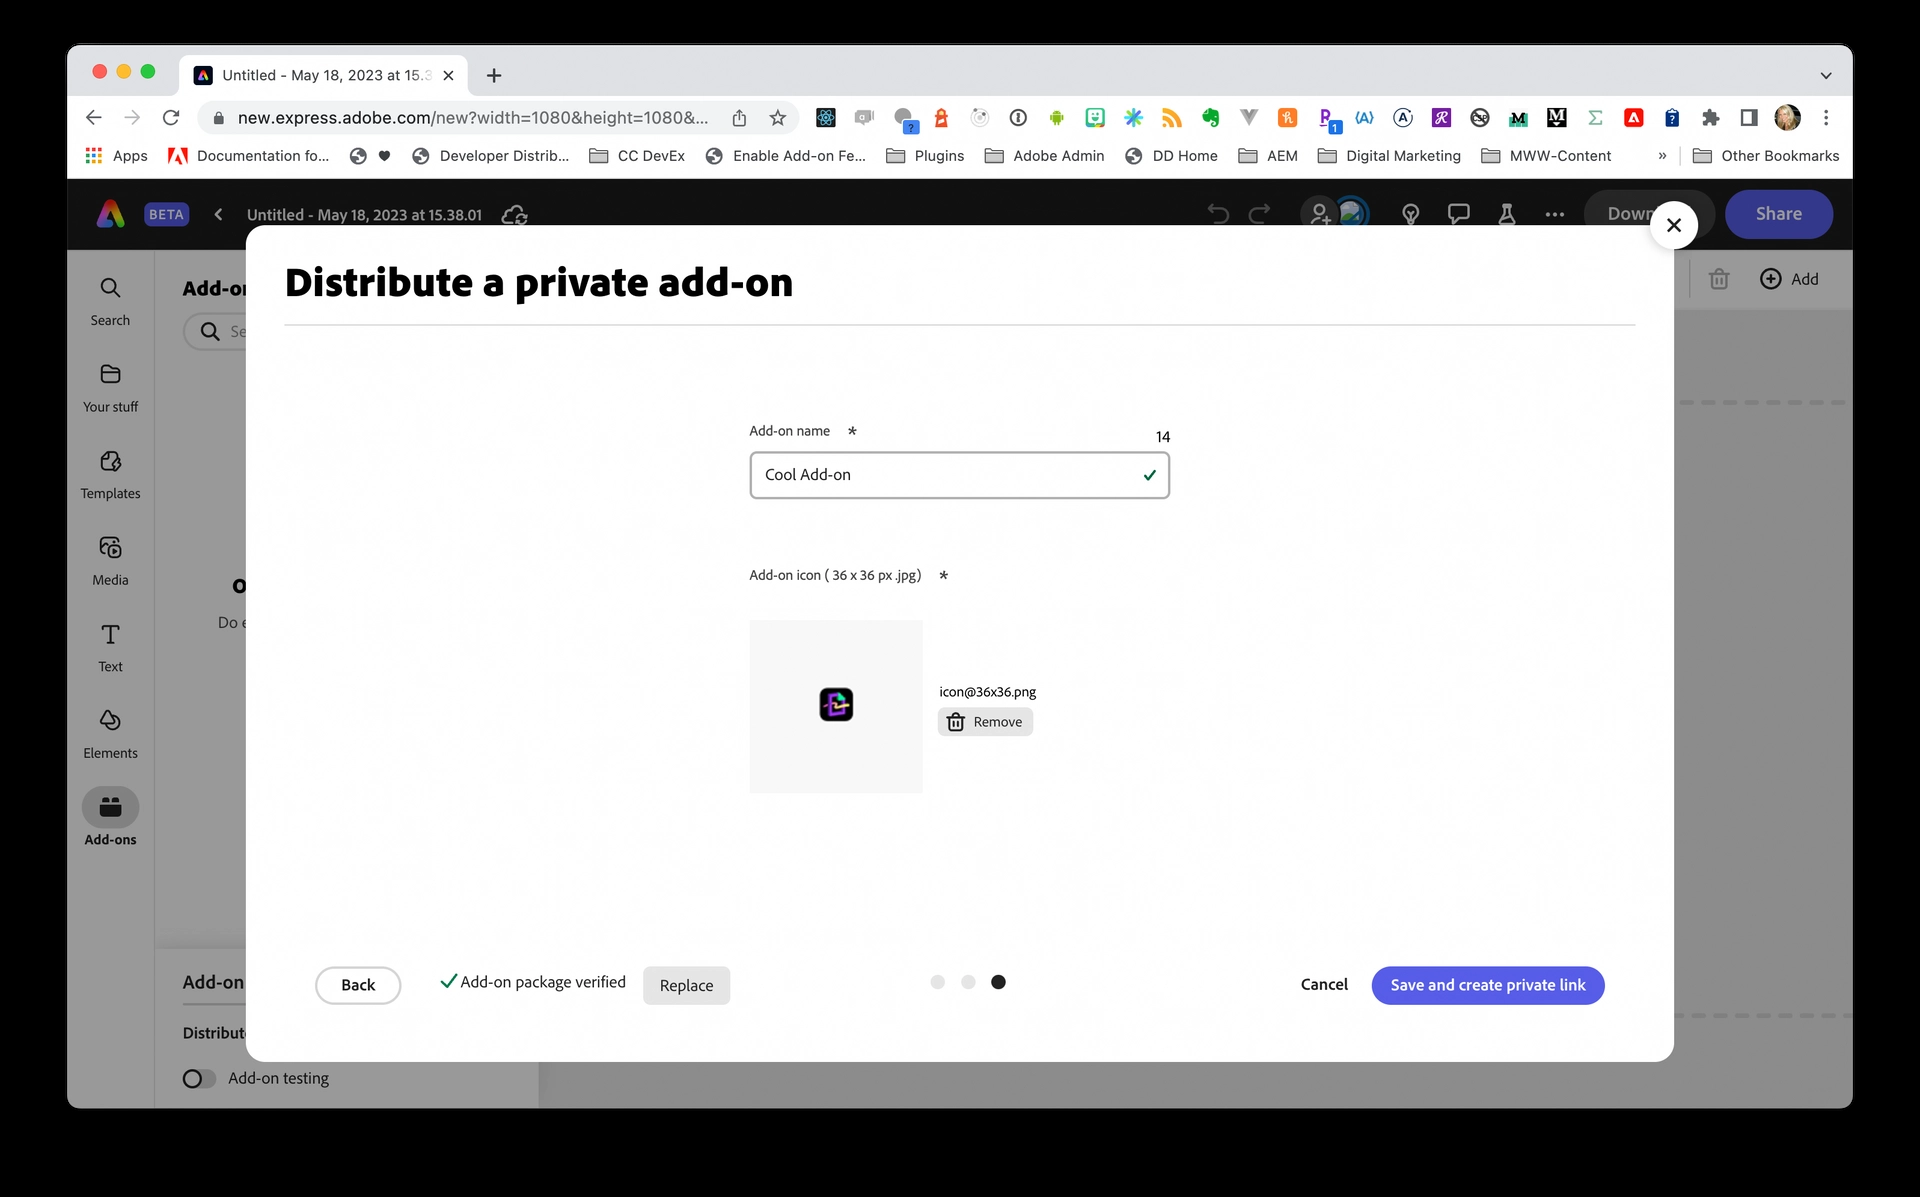 Untitled - May 18, 2023 at 15.3
new.express.adobe.com/new?width=1080&height=1080&...
Apps
Documentation fo...
Developer Distrib...
CC DevEx
Enable Add-on Fe...
Plugins
Adobe Admin
DD Home
AEM
Digital Marketing
MWW-Content
»
Other Bookmarks
BETA
Untitled - May 18, 2023 at 15.38.01
Down
Share
Search
Your stuff
Templates
Media
Text
Elements
Add-ons
Add-o
Se
Add
Distribute a private add-on
Add-on name *
14
Cool Add-on
Add-on icon ( 36 x 36 px .jpg) *
icon@36x36.png
Remove
Do e
Back
Add-on package verified
Replace
Cancel
Save and create private link
Add-on
Distribut
Add-on testing